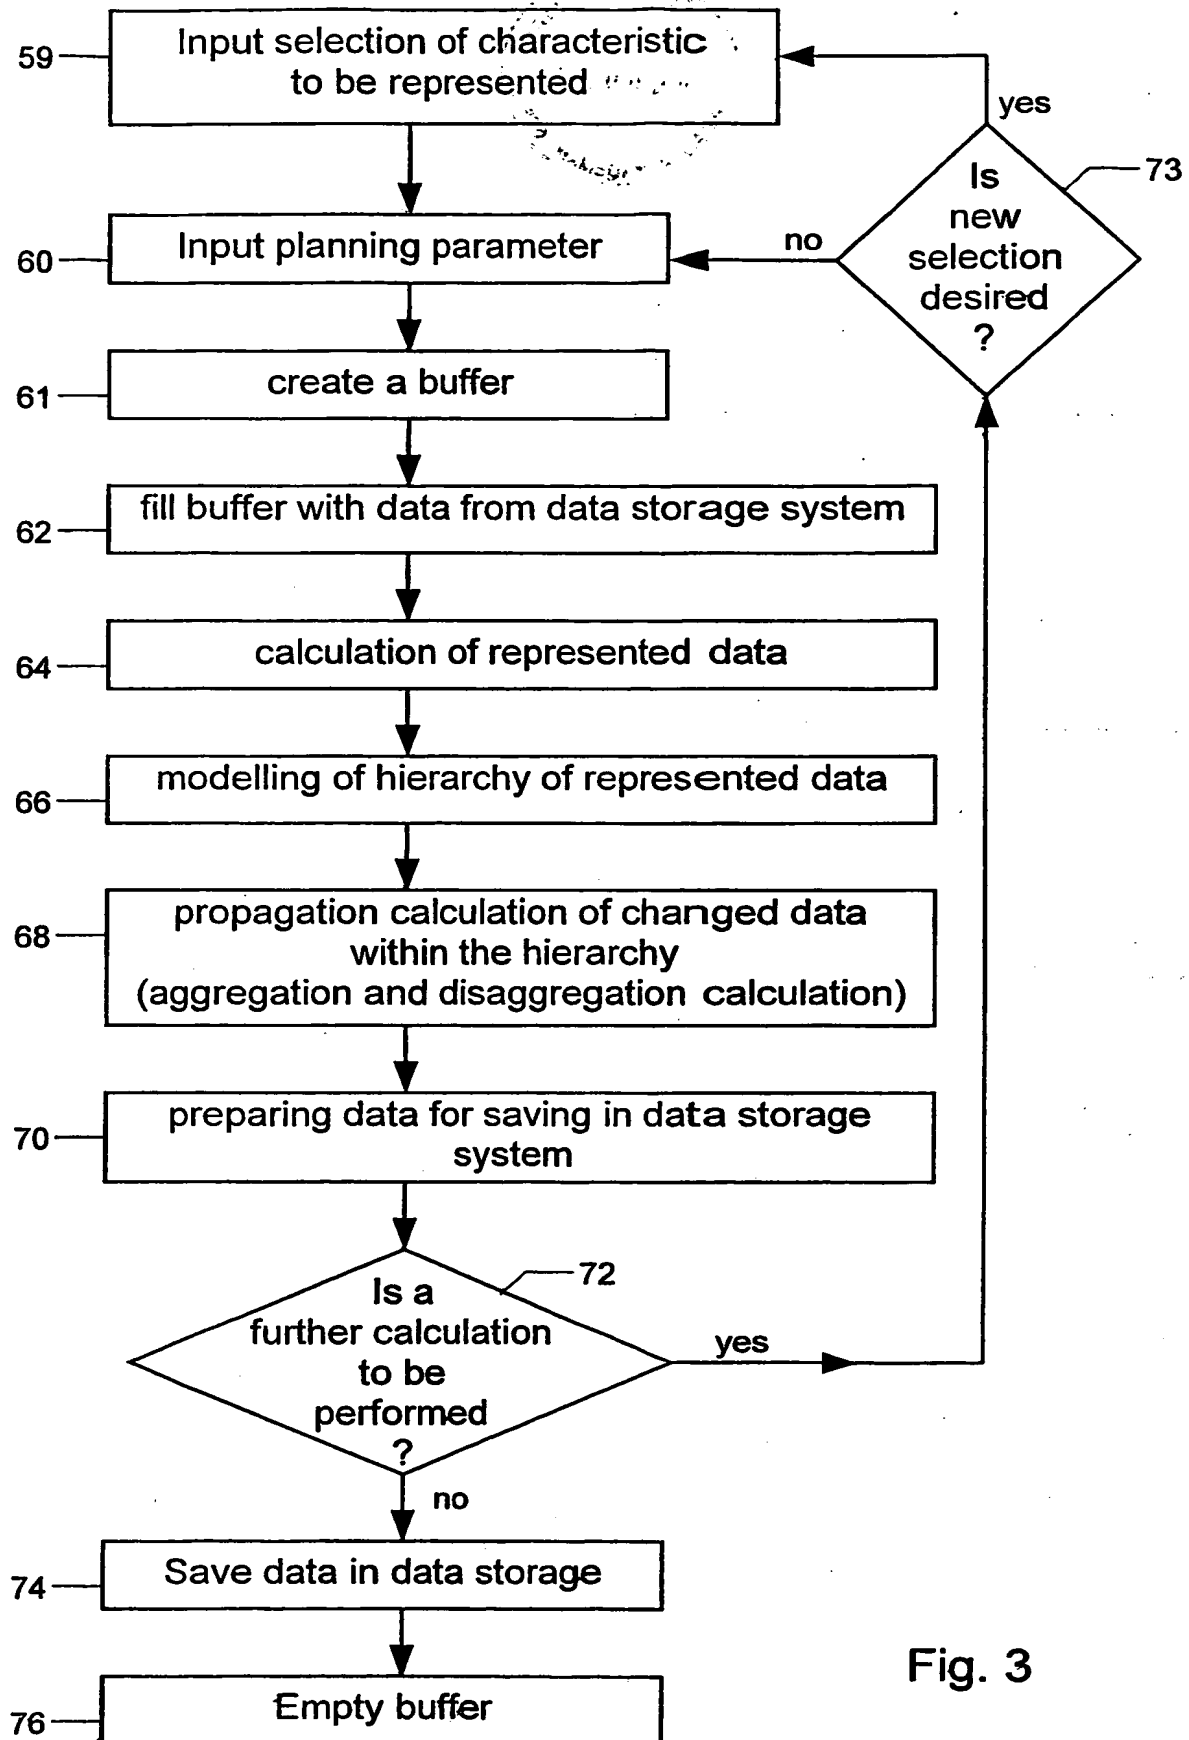 59
Input selection of characteristic
to be represented
yes
Is
new
selection
desired
?
73
60
Input planning parameter
no
61
create a buffer
62
fill buffer with data from data storage system
64
calculation of represented data
66
modelling of hierarchy of represented data
68
propagation calculation of changed data
within the hierarchy
(aggregation and disaggregation calculation)
70
preparing data for saving in data storage
system
72
Is a
further calculation
to be
performed
?
yes
no
74
Save data in data storage
76
Empty buffer
Fig. 3